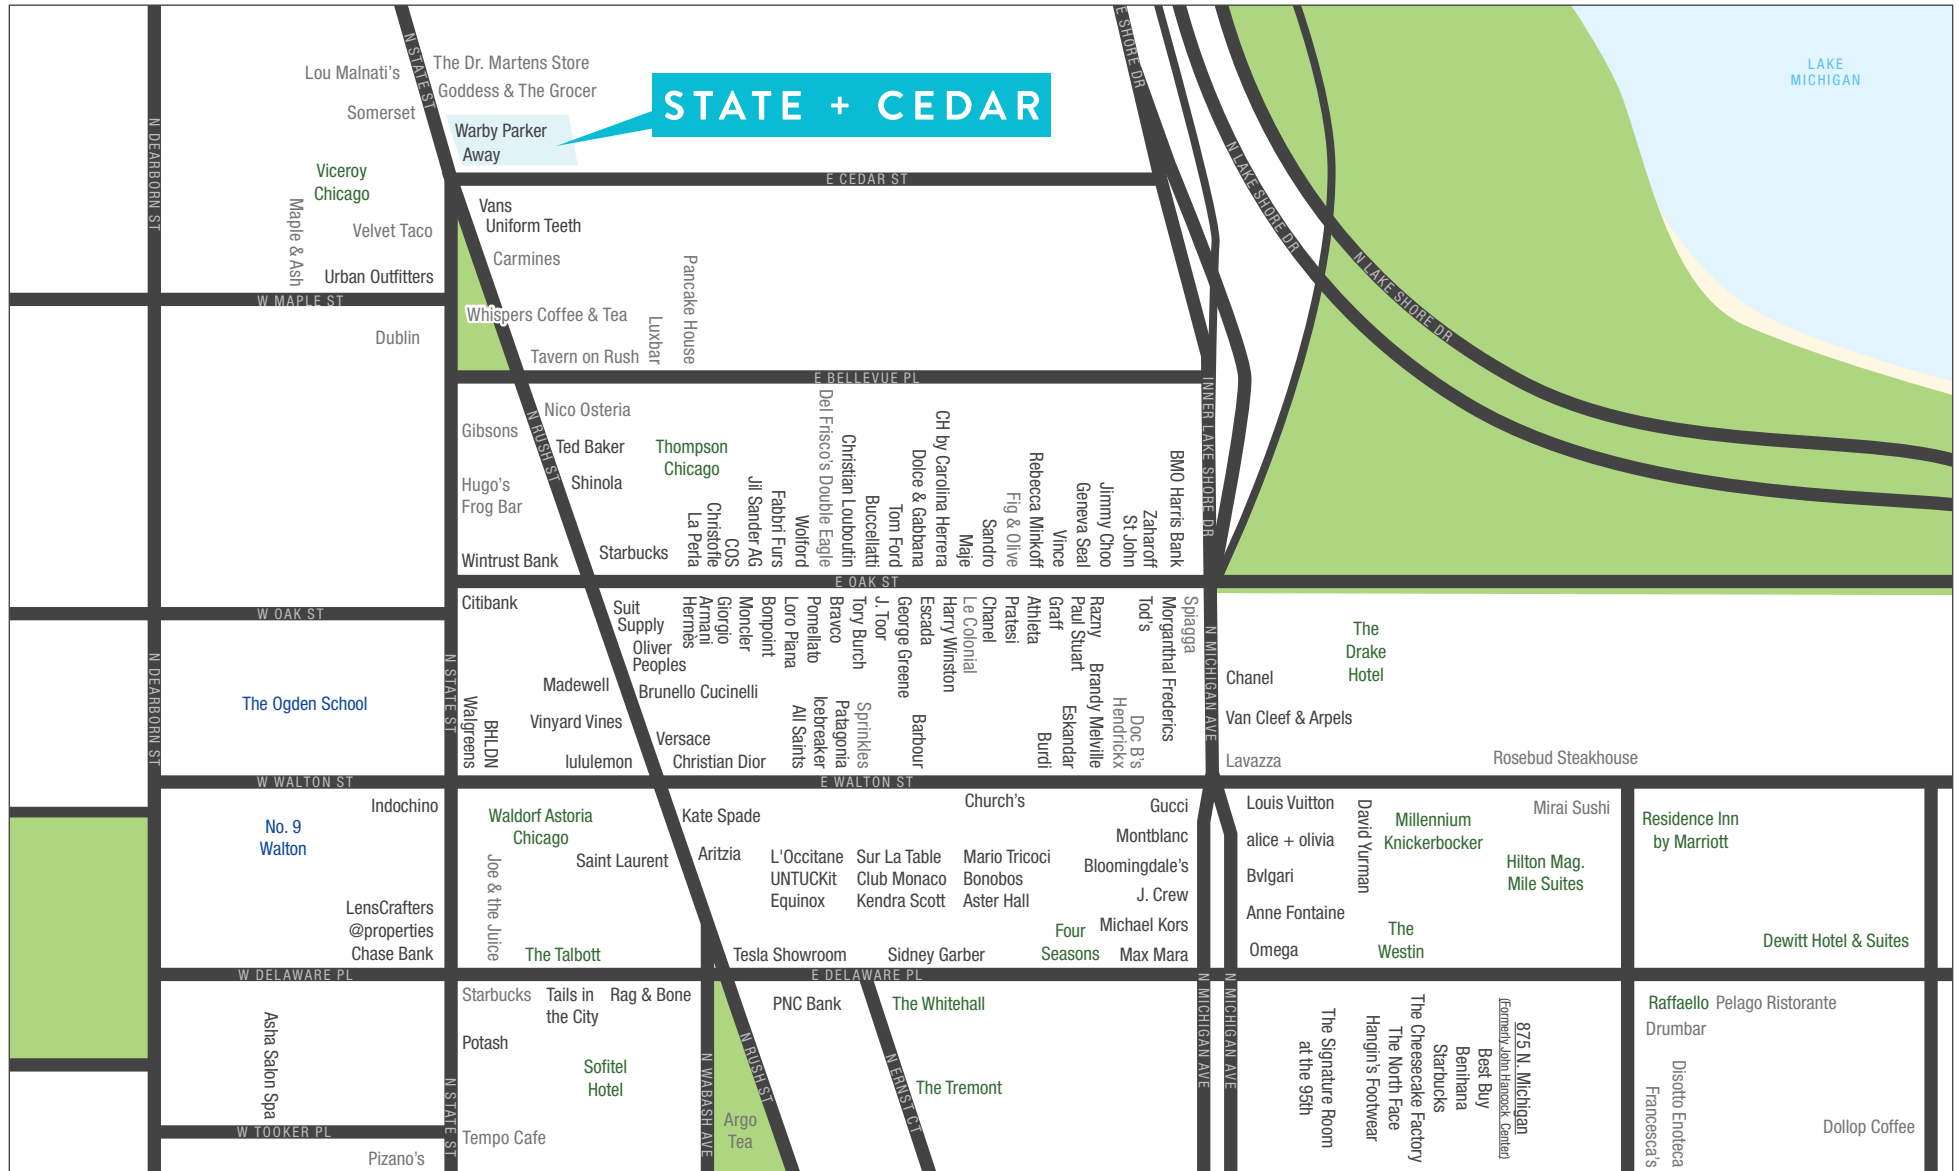 LAKE
MICHIGAN
N DEARBORN ST
N STATE ST
E SHORE DR
N LAKE SHORE DR
N LAKE SHORE DR
N LAKE SHORE DR
Lou Malnati's
Somerset
The Dr. Martens Store
Goddess & The Grocer
STATE + CEDAR
Warby Parker
Away
E CEDAR ST
Viceroy
Chicago
Maple & Ash
Velvet Taco
Urban Outfitters
W MAPLE ST
Dublin
Vans
Uniform Teeth
Carmines
Whispers Coffee & Tea
Tavern on Rush
Luxbar
Pancake House
E BELLEVUE PL
INNER LAKE SHORE DR
N RUSH ST
Gibsons
Hugo's
Frog Bar
Wintrust Bank
Nico Osteria
Ted Baker
Shinola
Starbucks
Thompson
Chicago
La Perla
Christofle
COS
Jil Sander AG
Fabbri Furs
Wolford
Del Frisco's Double Eagle
Christian Louboutin
Buccellatti
Tom Ford
Dolce & Gabbana
CH by Carolina Herrera
Maje
Sandro
Fig & Olive
Rebecca Minkoff
Vince
Geneva Seal
Jimmy Choo
St John
Zaharoff
BMO Harris Bank
E OAK ST
W OAK ST
N DEARBORN ST
The Ogden School
N STATE ST
Citibank
Walgreens
BHLDN
Madewell
Vinyard Vines
lululemon
Suit
Supply
Oliver
Peoples
Brunello Cucinelli
Versace
Christian Dior
Hermès
Armani
Giorgio
Moncler
Bonpoint
Loro Piana
Pomellato
Bravco
Tory Burch
J. Toor
George Greene
Escada
Harry Winston
Le Colonial
Chanel
Pratesi
Athleta
Graff
Paul Stuart
Razny
Tod's
Morganthal Frederics
Spiagga
All Saints
Icebreaker
Patagonia
Sprinkles
Barbour
Burdi
Eskandar
Brandy Melville
Hendrickx
Doc B's
N MICHIGAN AVE
Chanel
Van Cleef & Arpels
Lavazza
The
Drake
Hotel
Rosebud Steakhouse
W WALTON ST
E WALTON ST
Indochino
No. 9
Walton
LensCrafters
@properties
Chase Bank
Waldorf Astoria
Chicago
Joe & the Juice
Saint Laurent
The Talbott
Kate Spade
Aritzia
L'Occitane
UNTUCKit
Equinox
Sur La Table
Club Monaco
Kendra Scott
Church's
Mario Tricoci
Bonobos
Aster Hall
Tesla Showroom
Sidney Garber
Four
Seasons
Gucci
Montblanc
Bloomingdale's
J. Crew
Michael Kors
Max Mara
Louis Vuitton
alice + olivia
Bvlgari
Anne Fontaine
Omega
David Yurman
Millennium
Knickerbocker
The
Westin
Mirai Sushi
Hilton Mag.
Mile Suites
Residence Inn
by Marriott
Dewitt Hotel & Suites
W DELAWARE PL
E DELAWARE PL
Asha Salon Spa
W TOOKER PL
Pizano's
N STATE ST
Starbucks
Tails in
the City
Rag & Bone
Potash
Sofitel
Hotel
Tempo Cafe
N WABASH AVE
N RUSH ST
Argo
Tea
PNC Bank
N ERNST CT
The Whitehall
The Tremont
N MICHIGAN AVE
N MICHIGAN AVE
The Signature Room
at the 95th
Hangin's Footwear
The North Face
The Cheesecake Factory
Starbucks
Benihana
Best Buy
(Formerly John Hancock Center)
875 N. Michigan
Raffaello
Pelago Ristorante
Drumbar
Francesca's
Disotto Enoteca
Dollop Coffee